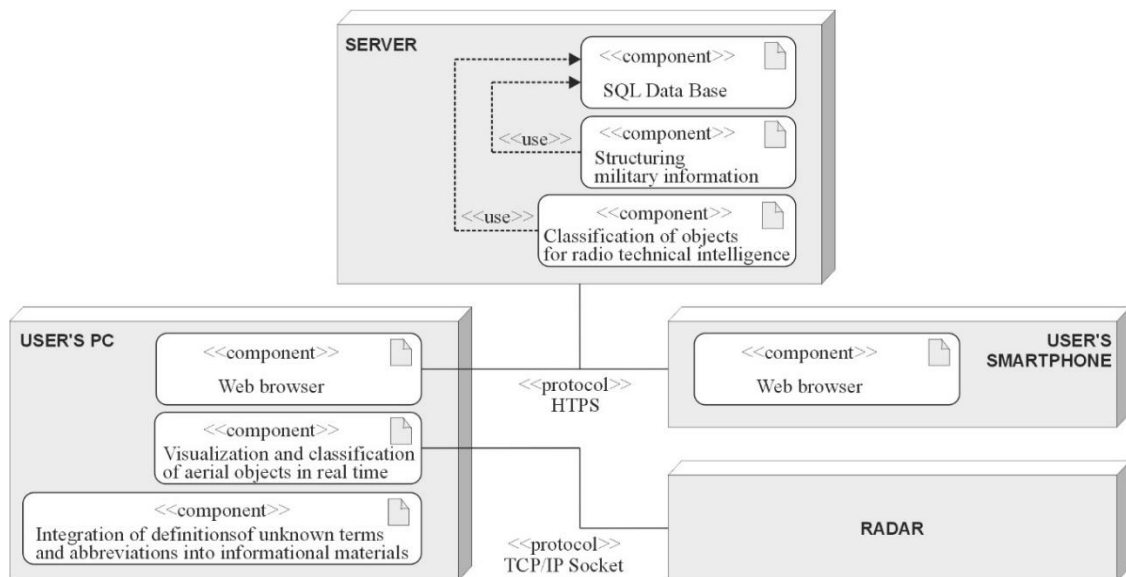 SERVER
<<component>>
SQL Data Base
<<use>>
<<component>>
Structuring
military information
<<use>>
<<component>>
Classification of objects
for radio technical intelligence
USER'S PC
<<component>>
Web browser
<<protocol>>
HTPS
<<component>>
Web browser
USER'S
SMARTPHONE
<<component>>
Visualization and classification
of aerial objects in real time
<<component>>
Integration of definitionsof unknown terms
and abbreviations into informational materials
<<protocol>>
TCP/IP Socket
RADAR